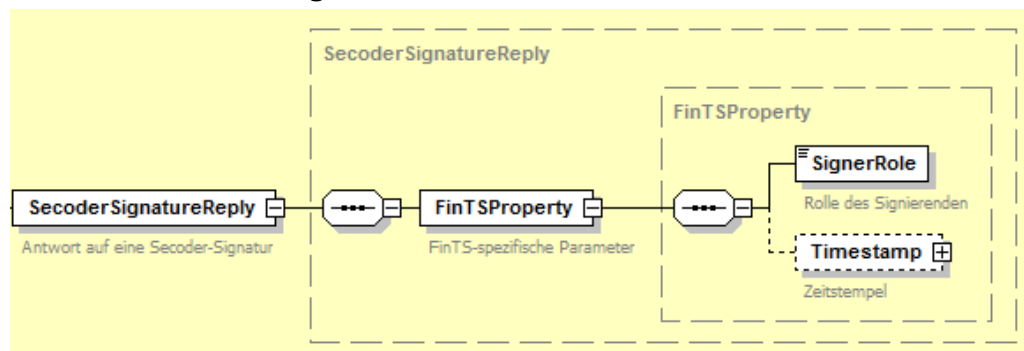 SecoderSignatureReply
FinTSProperty
SignerRole
Rolle des Signierenden
SecoderSignatureReply
Antwort auf eine Secoder-Signatur
FinTSProperty
FinTS-spezifische Parameter
Timestamp
Zeitstempel